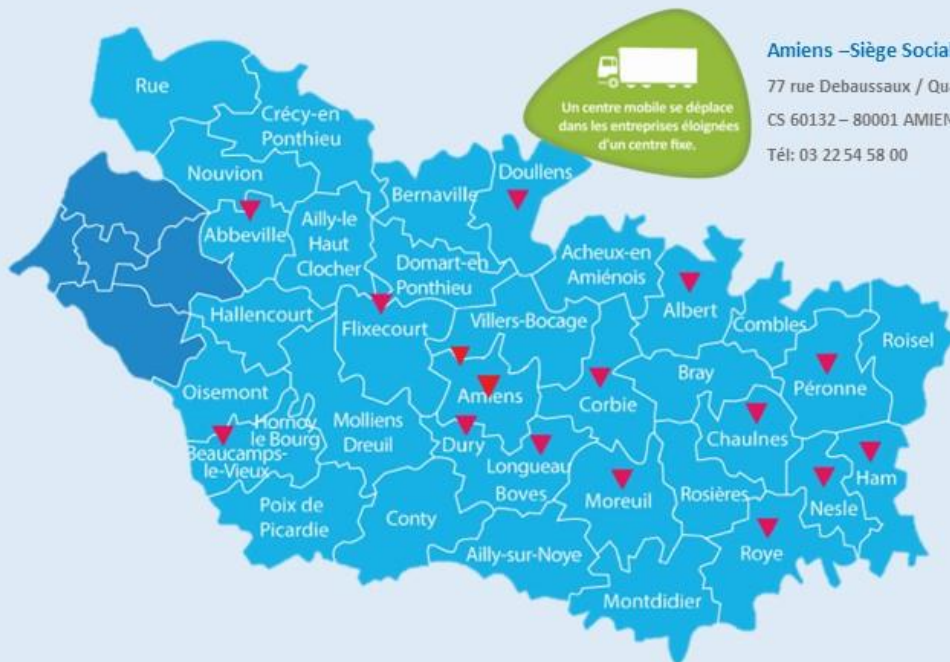 Amiens –Siège Social
77 rue Debaussaux / Qua
CS 60132 – 80001 AMIEN
Tél: 03 22 54 58 00
Un centre mobile se déplace
dans les entreprises éloignées
d'un centre fixe.
Rue
Crécy-en
Ponthieu
Nouvion
Bernaville
Doullens
Abbeville
Ailly-le
Haut
Clocher
Domart-en
Ponthieu
Acheux-en
Amiénois
Albert
Hallencourt
Flixecourt
Villers-Bocage
Combles
Roisel
Oisemont
Amiens
Corbie
Bray
Péronne
Hornoy
le Bourg
Beaucamps-
le-Vieux
Molliens
Dreuil
Dury
Longueau
Boves
Moreuil
Rosières
Chaulnes
Nesle
Ham
Poix de
Picardie
Conty
Ailly-sur-Noye
Roye
Montdidier